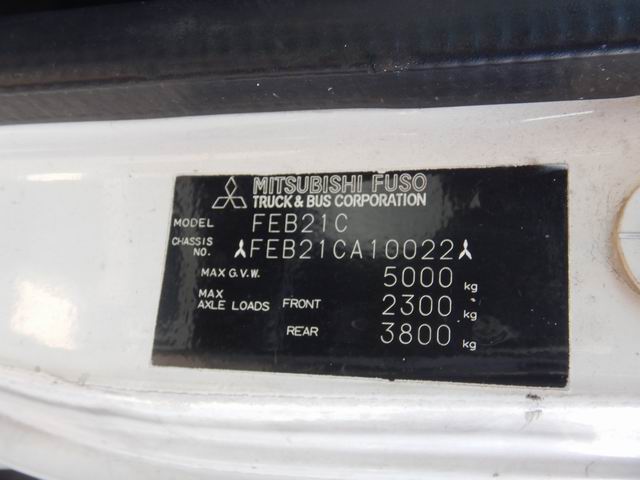 MITSUBISHI FUSO
TRUCK & BUS CORPORATION
MODEL FEB21C
CHASSIS NO. FEB21CA10022
MAX G.V.W. 5000 kg
MAX AXLE LOADS FRONT 2300 kg
REAR 3800 kg